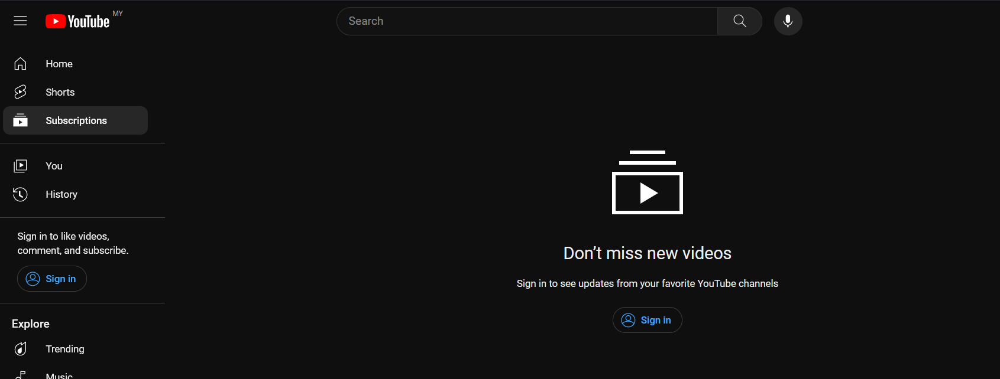 YouTube MY
Search
Home
Shorts
Subscriptions
You
History
Sign in to like videos,
comment, and subscribe.
Sign in
Explore
Trending
Music
Don’t miss new videos
Sign in to see updates from your favorite YouTube channels
Sign in